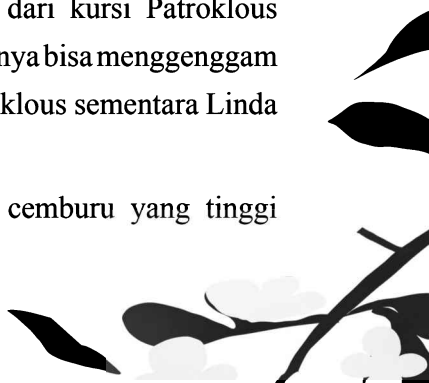 dari kursi Patroklous
nya bisa menggenggam
klous sementara Linda
cemburu yang tinggi